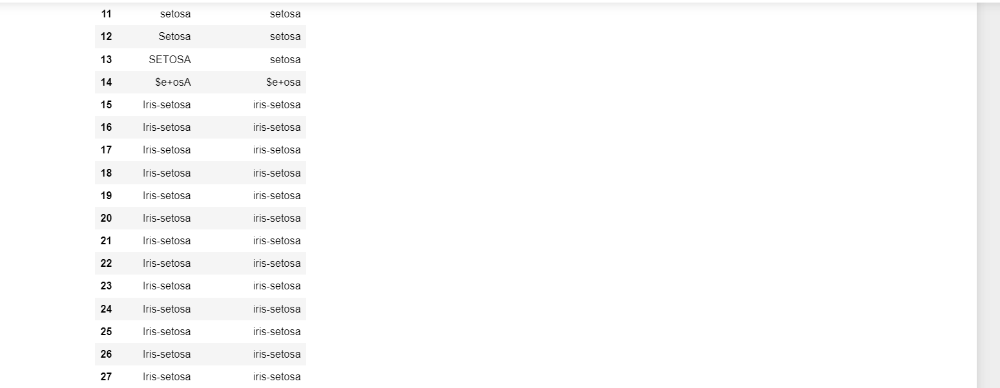 11 setosa setosa
12 Setosa setosa
13 SETOSA setosa
14 $e+osA $e+osa
15 Iris-setosa iris-setosa
16 Iris-setosa iris-setosa
17 Iris-setosa iris-setosa
18 Iris-setosa iris-setosa
19 Iris-setosa iris-setosa
20 Iris-setosa iris-setosa
21 Iris-setosa iris-setosa
22 Iris-setosa iris-setosa
23 Iris-setosa iris-setosa
24 Iris-setosa iris-setosa
25 Iris-setosa iris-setosa
26 Iris-setosa iris-setosa
27 Iris-setosa iris-setosa